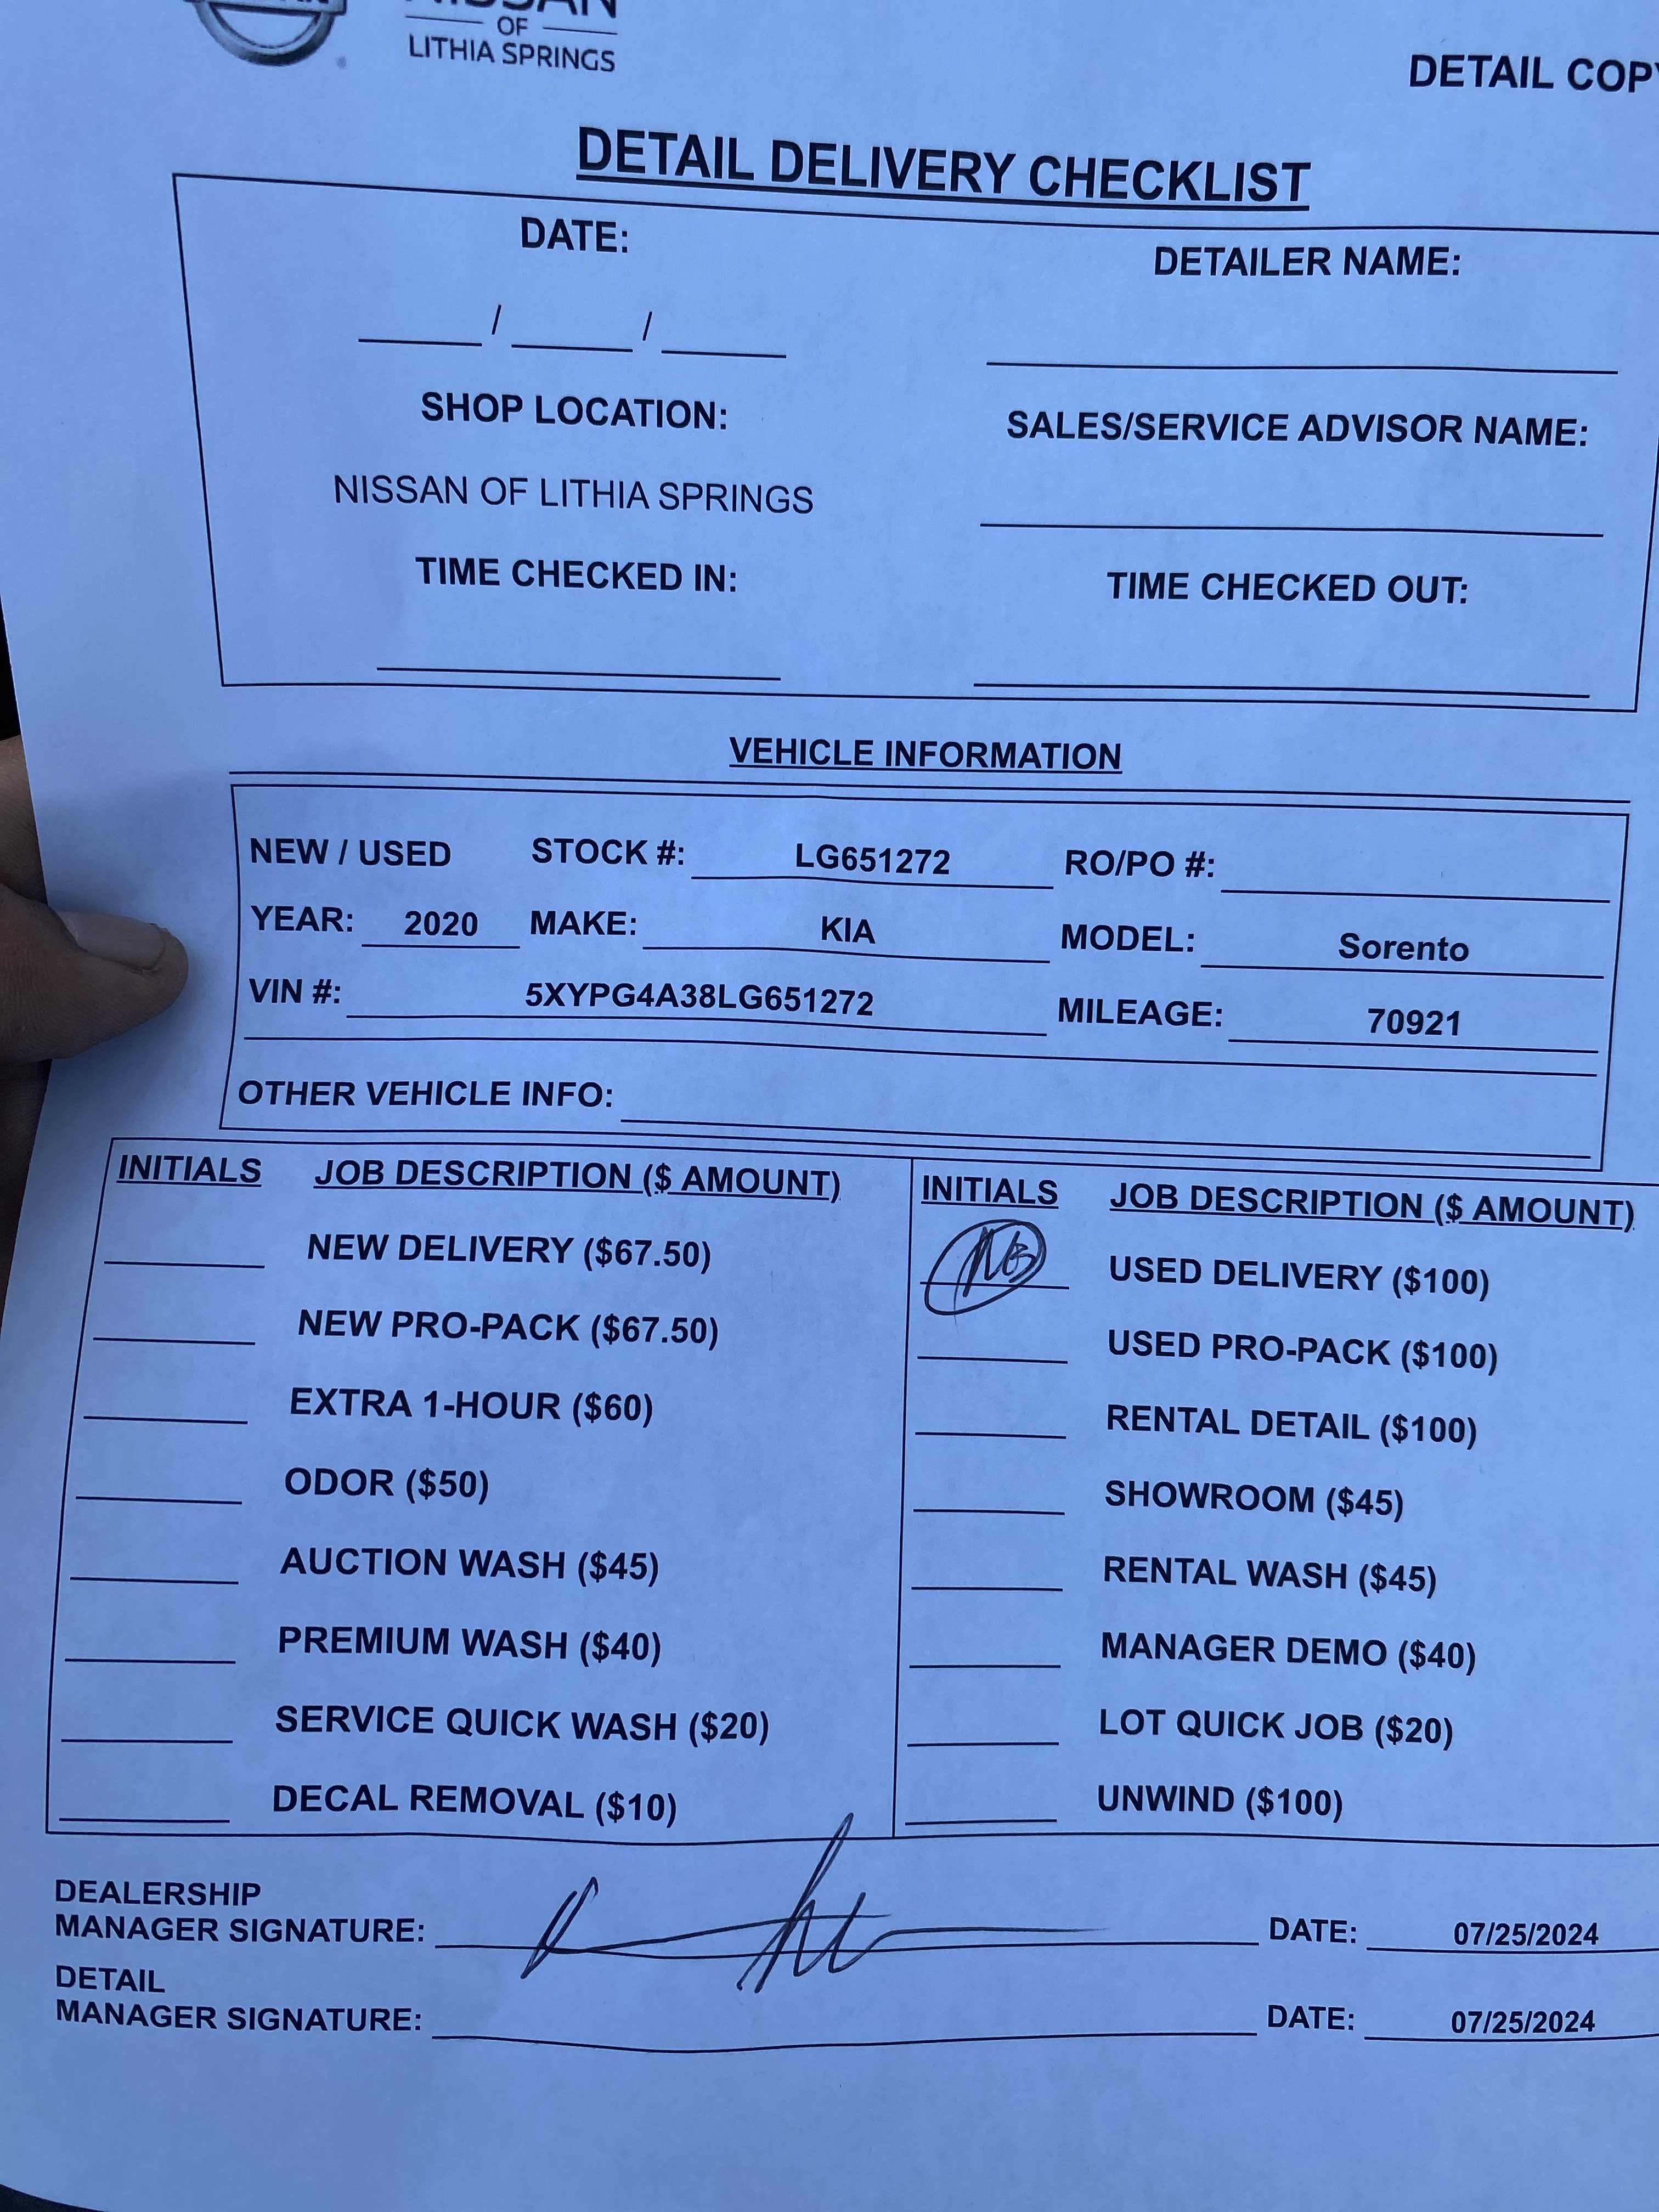 NISSAN
OF
LITHIA SPRINGS
DETAIL COPY
DETAIL DELIVERY CHECKLIST
DATE:
DETAILER NAME:
/ /
SHOP LOCATION:
SALES/SERVICE ADVISOR NAME:
NISSAN OF LITHIA SPRINGS
TIME CHECKED IN:
TIME CHECKED OUT:
VEHICLE INFORMATION
NEW / USED STOCK #: LG651272 RO/PO #:
YEAR: 2020 MAKE: KIA MODEL: Sorento
VIN #: 5XYPG4A38LG651272 MILEAGE: 70921
OTHER VEHICLE INFO:
INITIALS JOB DESCRIPTION ($ AMOUNT)
NEW DELIVERY ($67.50)
NEW PRO-PACK ($67.50)
EXTRA 1-HOUR ($60)
ODOR ($50)
AUCTION WASH ($45)
PREMIUM WASH ($40)
SERVICE QUICK WASH ($20)
DECAL REMOVAL ($10)
INITIALS JOB DESCRIPTION ($ AMOUNT)
USED DELIVERY ($100)
USED PRO-PACK ($100)
RENTAL DETAIL ($100)
SHOWROOM ($45)
RENTAL WASH ($45)
MANAGER DEMO ($40)
LOT QUICK JOB ($20)
UNWIND ($100)
DEALERSHIP
MANAGER SIGNATURE: DATE: 07/25/2024
DETAIL
MANAGER SIGNATURE: DATE: 07/25/2024